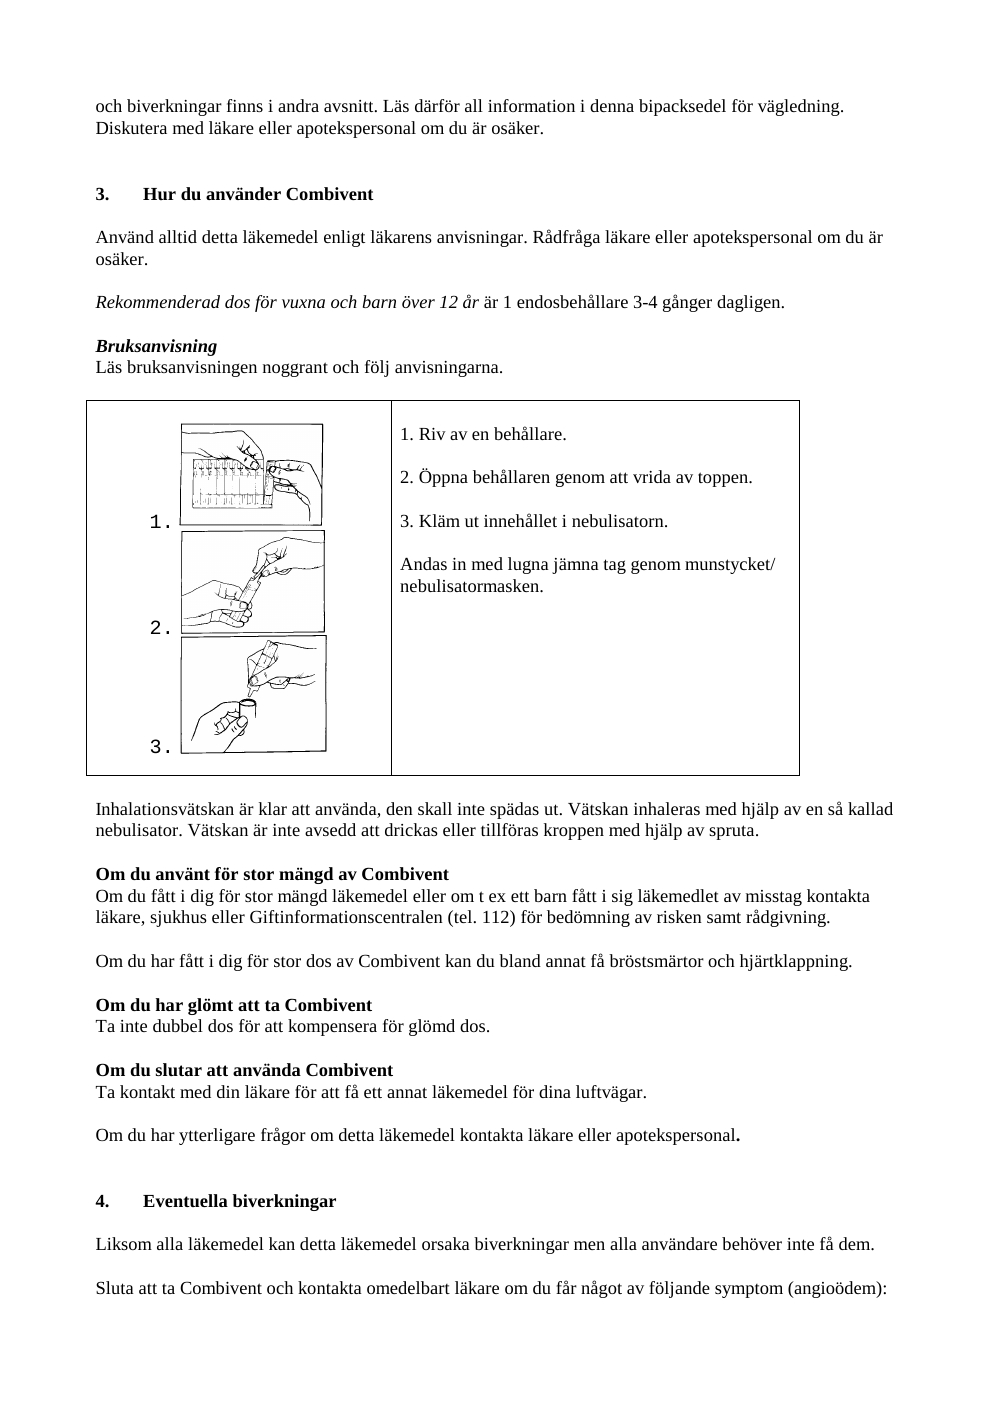 och biverkningar finns i andra avsnitt. Läs därför all information i denna bipacksedel för vägledning.
Diskutera med läkare eller apotekspersonal om du är osäker.
3. Hur du använder Combivent
Använd alltid detta läkemedel enligt läkarens anvisningar. Rådfråga läkare eller apotekspersonal om du är
osäker.
Rekommenderad dos för vuxna och barn över 12 år är 1 endosbehållare 3-4 gånger dagligen.
Bruksanvisning
Läs bruksanvisningen noggrant och följ anvisningarna.
1.
2.
3.
1. Riv av en behållare.
2. Öppna behållaren genom att vrida av toppen.
3. Kläm ut innehållet i nebulisatorn.
Andas in med lugna jämna tag genom munstycket/
nebulisatormasken.
Inhalationsvätskan är klar att använda, den skall inte spädas ut. Vätskan inhaleras med hjälp av en så kallad
nebulisator. Vätskan är inte avsedd att drickas eller tillföras kroppen med hjälp av spruta.
Om du använt för stor mängd av Combivent
Om du fått i dig för stor mängd läkemedel eller om t ex ett barn fått i sig läkemedlet av misstag kontakta
läkare, sjukhus eller Giftinformationscentralen (tel. 112) för bedömning av risken samt rådgivning.
Om du har fått i dig för stor dos av Combivent kan du bland annat få bröstsmärtor och hjärtklappning.
Om du har glömt att ta Combivent
Ta inte dubbel dos för att kompensera för glömd dos.
Om du slutar att använda Combivent
Ta kontakt med din läkare för att få ett annat läkemedel för dina luftvägar.
Om du har ytterligare frågor om detta läkemedel kontakta läkare eller apotekspersonal.
4. Eventuella biverkningar
Liksom alla läkemedel kan detta läkemedel orsaka biverkningar men alla användare behöver inte få dem.
Sluta att ta Combivent och kontakta omedelbart läkare om du får något av följande symptom (angioödem):